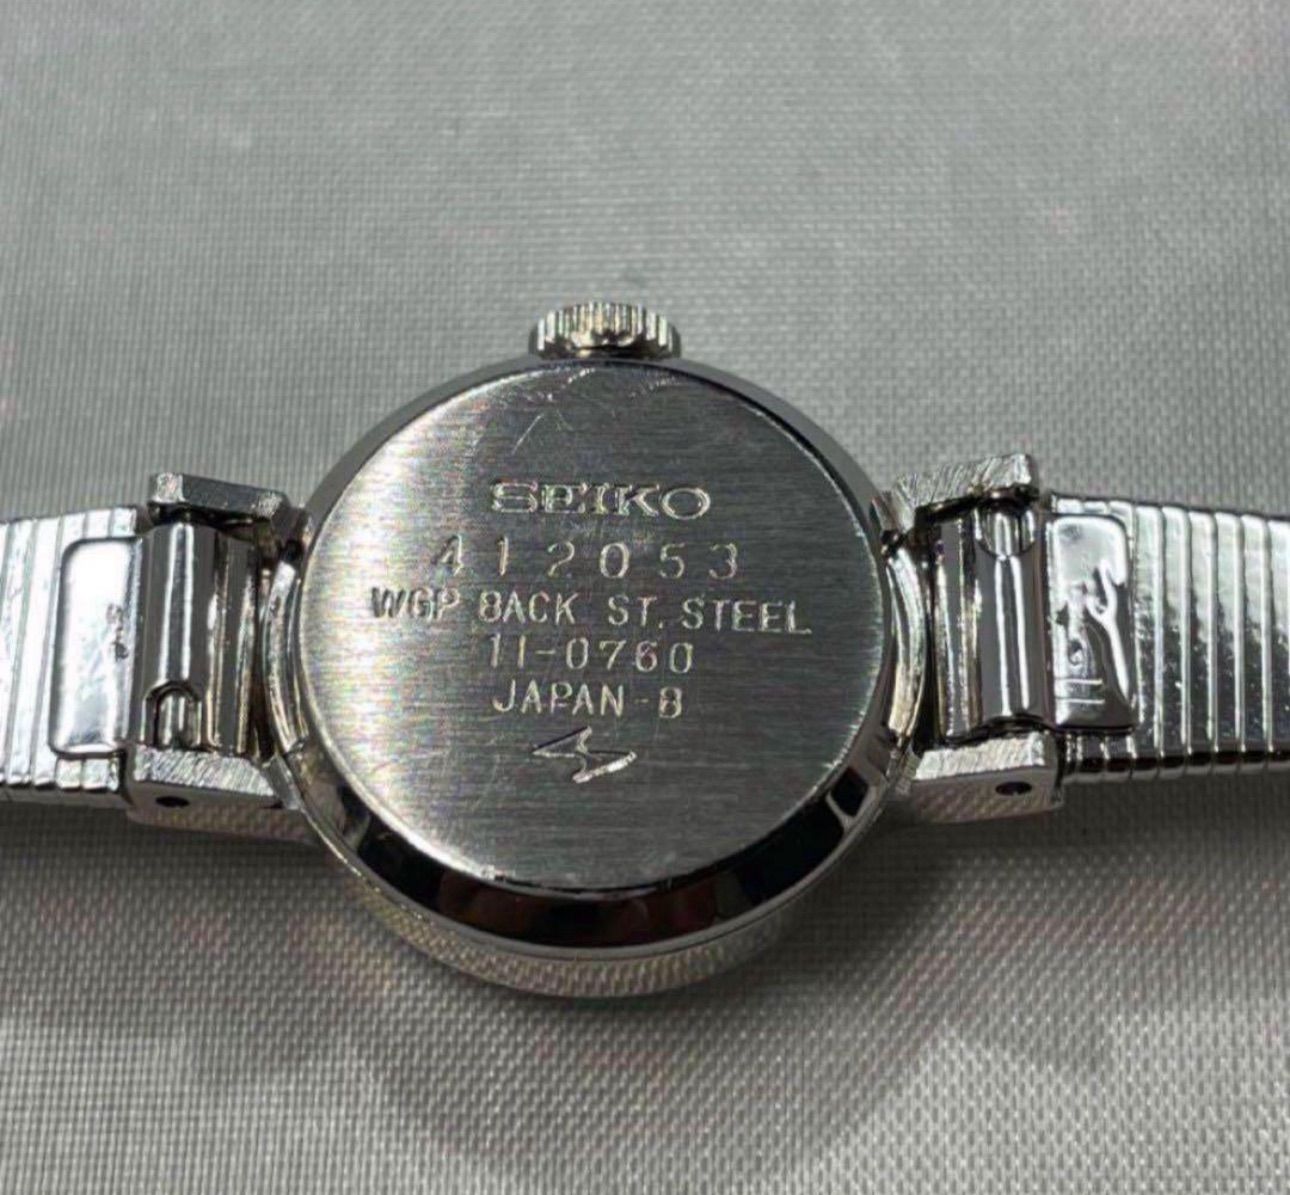 SEIKO
412053
WGP BACK ST. STEEL
11-0760
JAPAN-B